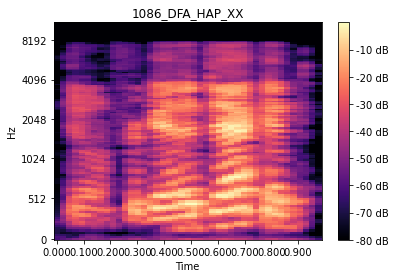 1086_DFA_HAP_XX
8192
4096
2048
1024
512
0
Hz
0.0000.1000.2000.3000.4000.5000.6000.7000.8000.900
Time
-10 dB
-20 dB
-30 dB
-40 dB
-50 dB
-60 dB
-70 dB
-80 dB